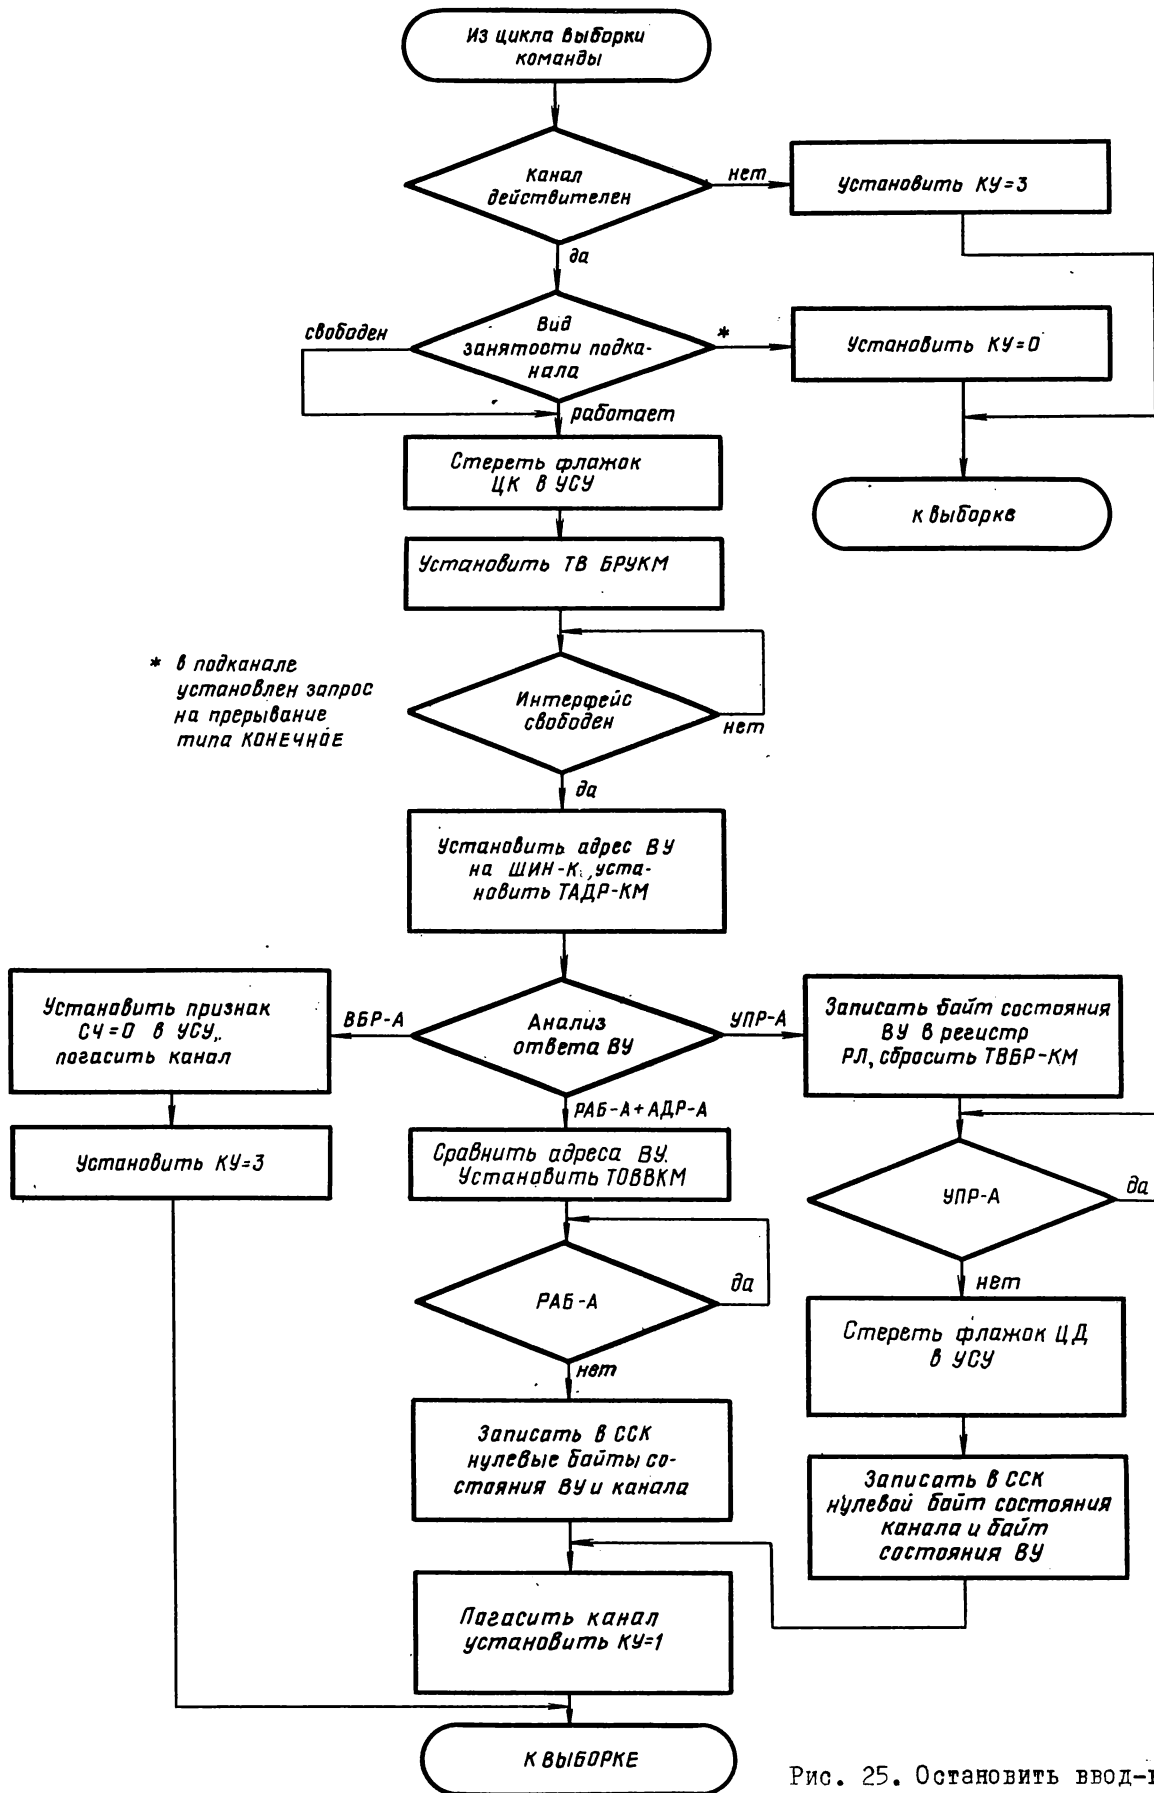 Из цикла выборки
команды
Канал
действителен
нет
Установить КУ=3
да
свободен
Вид
занятости подка-
нала
*
Установить КУ=0
работает
Стереть флажок
ЦК в УСУ
к выборке
Установить ТВ БРУКМ
* в подканале
установлен запрос
на прерывание
типа КОНЕЧНОЕ
Интерфейс
свободен
нет
да
Установить адрес ВУ
на ШИН-К, уста-
новить ТАДР-КМ
Установить признак
СЧ=0 в УСУ,
погасить канал
ВБР-А
Анализ
ответа ВУ
УПР-А
Записать байт состояния
ВУ в регистр
РЛ, сбросить ТВБР-КМ
РАБ-А+АДР-А
Установить КУ=3
Сравнить адреса ВУ.
Установить ТОВВКМ
УПР-А
да
РАБ-А
да
нет
нет
Стереть флажок ЦД
в УСУ
Записать в ССК
нулевые байты со-
стояния ВУ и канала
Записать в ССК
нулевой байт состояния
канала и байт
состояния ВУ
Погасить канал
установить КУ=1
К ВЫБОРКЕ
Рис. 25. Остановить ввод-